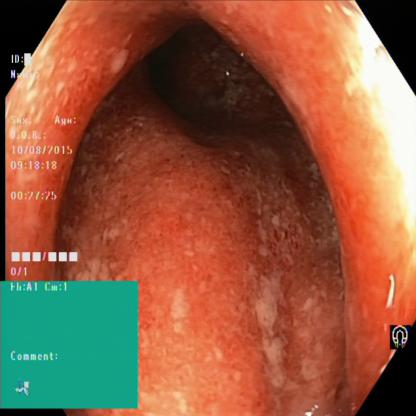 ID:
Sex: Age:
D.O.B.:
10/08/2015
09:18:18
00:27:25
0/1
Eh:A1 Cm:1
Comment: